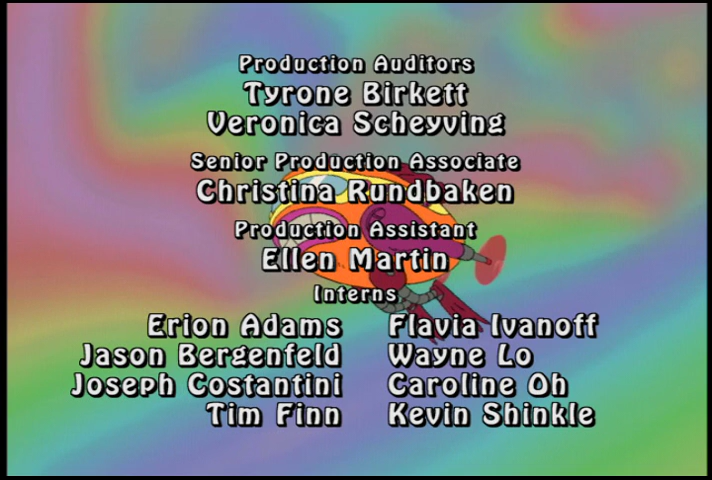 Production Auditors
Tyrone Birkett
Veronica Scheyving
Senior Production Associate
Christina Rundbaken
Production Assistant
Ellen Martin
Interns
Erion Adams Flavia Ivanoff
Jason Bergenfeld Wayne Lo
Joseph Costantini Caroline Oh
Tim Finn Kevin Shinkle